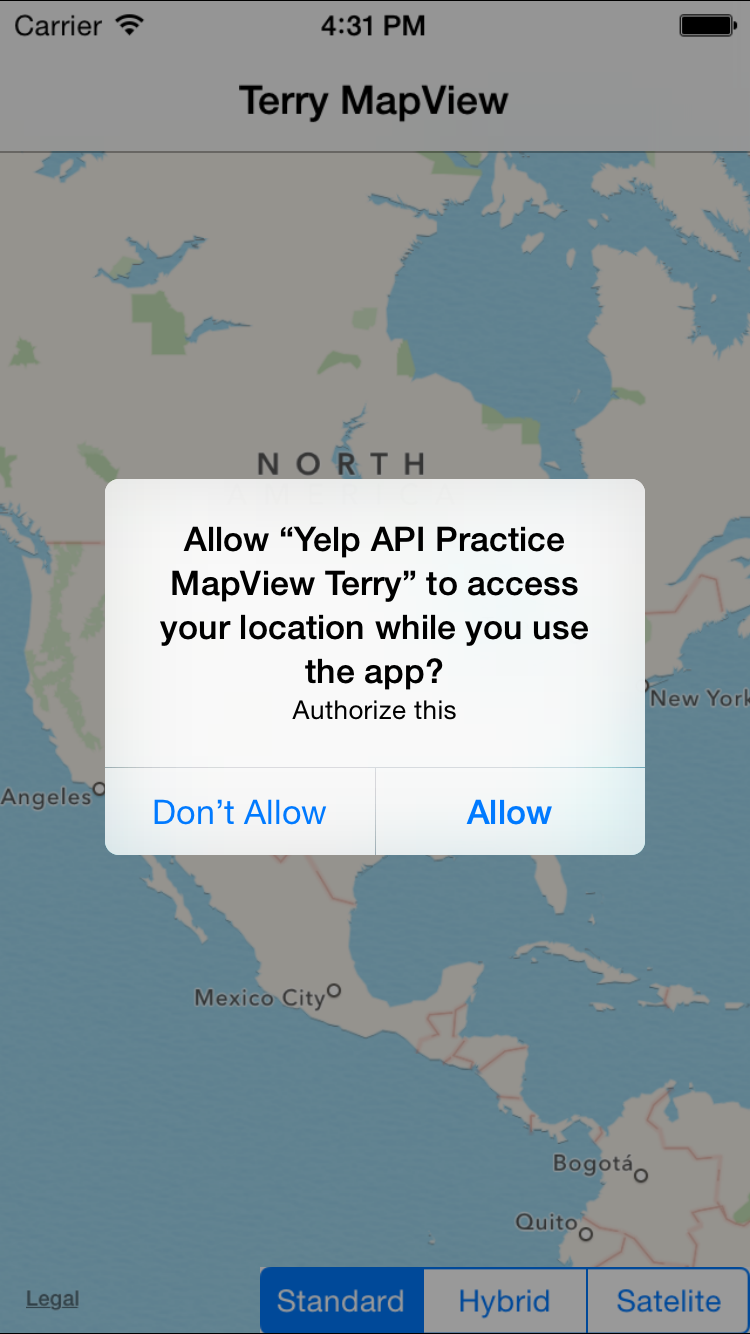 Carrier 4:31 PM
Terry MapView
NORTH
AMERICA
Allow “Yelp API Practice
MapView Terry” to access
your location while you use
the app?
Authorize this
New York
Angeles
Don’t Allow Allow
Mexico City
Bogotá
Quito
Legal Standard Hybrid Satelite